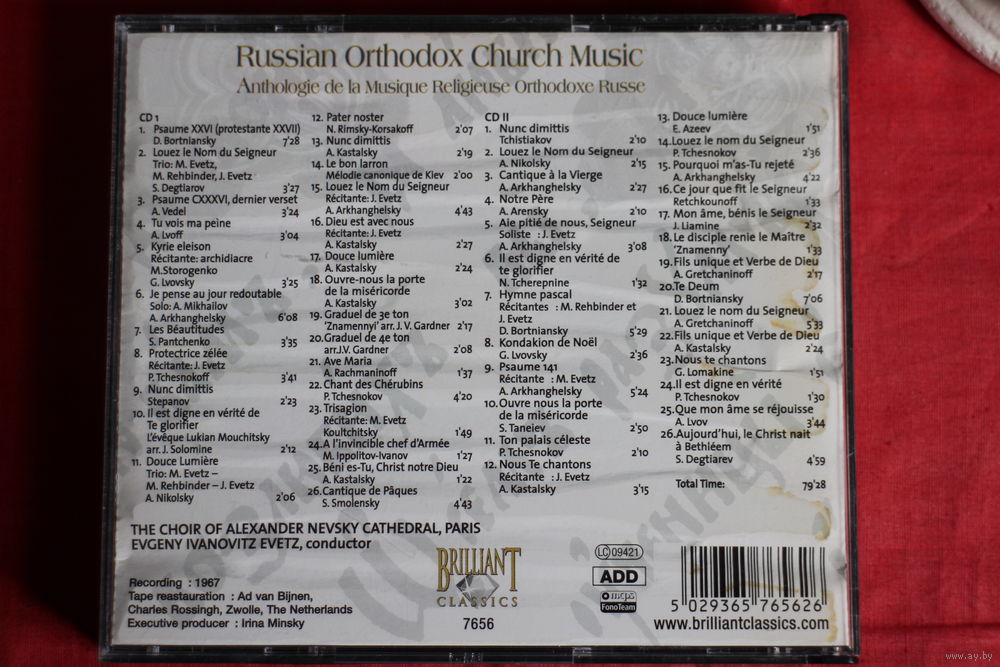 Russian Orthodox Church Music
Anthologie de la Musique Religieuse Orthodoxe Russe
CD 1
1. Psaume XXVI (protestante XXVII)
D. Bortniansky 7'28
2. Louez le Nom du Seigneur
Trio: M. Evetz,
M. Rehbinder, J. Evetz
S. Degtiarov 3'27
3. Psaume CXXXVI, dernier verset
A. Vedel 3'24
4. Tu vois ma peine
A. Lvoff 3'04
5. Kyrie eleison
Récitante: archidiacre
M.Storogenko
G. Lvovsky 3'25
6. Je pense au jour redoutable
Solo: A. Mikhailov
A. Arkhanghelsky 6'08
7. Les Béautitudes
S. Pantchenko 3'35
8. Protectrice zélée
Récitante: J. Evetz
P. Tchesnokoff 3'41
9. Nunc dimittis
Stepanov 2'23
10. Il est digne en vérité de
Te glorifier
L'évêque Lukian Mouchitsky
arr. J. Solomine 2'12
11. Douce Lumière
Trio: M. Evetz –
M. Rehbinder – J. Evetz
A. Nikolsky 2'06
12. Pater noster
N. Rimsky-Korsakoff 2'07
13. Nunc dimittis
A. Kastalsky 2'19
14. Le bon larron
Mélodie canonique de Kiev 2'00
15. Louez le Nom du Seigneur
Récitante: J. Evetz
A. Arkhanghelsky 4'43
16. Dieu est avec nous
Récitante: J. Evetz
A. Kastalsky 2'27
17. Douce lumière
A. Kastalsky 2'24
18. Ouvre-nous la porte
de la miséricorde
A. Kastalsky 3'02
19. Graduel de 3e ton
'Znamennyi' arr. J. V. Gardner 2'17
20.Graduel de 4e ton
arr.J.V. Gardner 2'08
21. Ave Maria
A. Rachmaninoff 1'37
22. Chant des Chérubins
P. Tchesnokov 4'20
23. Trisagion
Récitante: M. Evetz
Koultchitsky 1'49
24.A l'invincible chef d'Armée
M. Ippolitov-Ivanov 1'27
25. Béni es-Tu, Christ notre Dieu
A. Kastalsky 1'22
26.Cantique de Pâques
S. Smolensky 4'43
CD II
1. Nunc dimittis
Tchistiakov 2'10
2. Louez le Nom du Seigneur
A. Nikolsky 2'15
3. Cantique à la Vierge
A. Arkhanghelsky 2'27
4. Notre Père
A. Arensky 2'10
5. Aie pitié de nous, Seigneur
Soliste : J. Evetz
A. Arkhanghelsky 3'08
6. Il est digne en vérité de
te glorifier
N. Tcherepnine 1'32
7. Hymne pascal
Récitantes : M. Rehbinder et
J. Evetz
D. Bortniansky 5'29
8. Kondakion de Noël
G. Lvovsky 2'36
9. Psaume 141
Récitante : M. Evetz
A. Arkhanghelsky 5'24
10.Ouvre nous la porte
de la miséricorde
S. Taneiev 2'50
11. Ton palais céleste
P. Tchesnokov 2'10
12. Nous Te chantons
Récitante : J. Evetz
A. Kastalsky 3'15
13. Douce lumière
E. Azeev 1'51
14.Louez le nom du Seigneur
P. Tchesnokov 2'36
15. Pourquoi m'as-Tu rejeté
A. Arkhanghelsky 4'22
16.Ce jour que fit le Seigneur
Retchkounoff 1'33
17. Mon âme, bénis le Seigneur
J. Liamine 2'32
18. Le disciple renie le Maître
'Znamenny' 1'33
19.Fils unique et Verbe de Dieu
A. Gretchaninoff 2'17
20.Te Deum
D. Bortniansky 7'06
21. Louez le nom du Seigneur
A. Gretchaninoff 5'33
22.Fils unique et Verbe de Dieu
A. Kastalsky 2'24
23.Nous te chantons
G. Lomakine 1'51
24.Il est digne en vérité
P. Tchesnokov 1'30
25.Que mon âme se réjouisse
A. Lvov 3'44
26.Aujourd'hui, le Christ nait
à Bethléem
S. Degtiarev 4'59
Total Time: 79'28
THE CHOIR OF ALEXANDER NEVSKY CATHEDRAL, PARIS
EVGENY IVANOVITZ EVETZ, conductor
Recording : 1967
Tape reastauration : Ad van Bijnen,
Charles Rossingh, Zwolle, The Netherlands
Executive producer : Irina Minsky
BRILLIANT
CLASSICS
7656
LC 09421
ADD
mcps
FonoTeam
5 029365 765626
www.brilliantclassics.com
www.ay.by